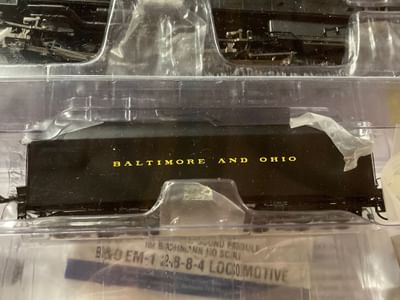 BALTIMORE AND OHIO
B&O EM-1 2-8-8-4 LOCOMOTIVE